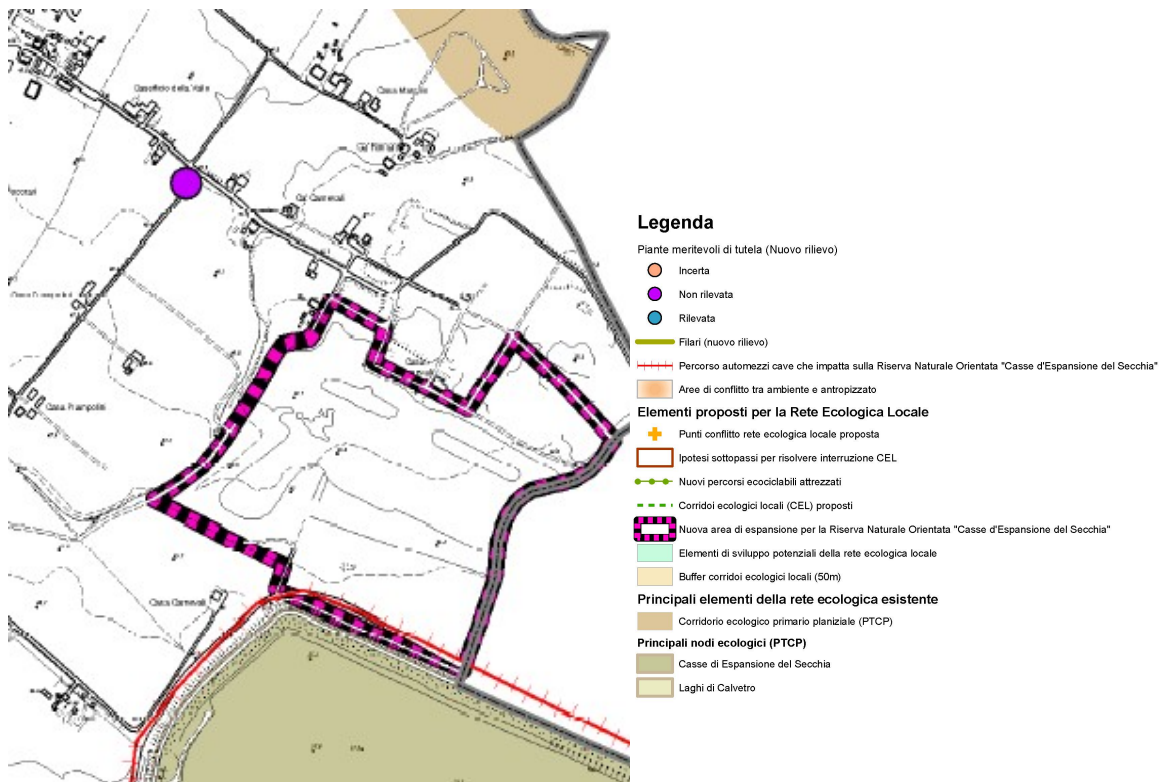 Caseificio della Valle
Ca' Carnevali
Casa Prampolini
Casa Carnevali
Legenda
Piante meritevoli di tutela (Nuovo rilievo)
Incerta
Non rilevata
Rilevata
Filari (nuovo rilievo)
Percorso automezzi cave che impatta sulla Riserva Naturale Orientata "Casse d'Espansione del Secchia"
Aree di conflitto tra ambiente e antropizzato
Elementi proposti per la Rete Ecologica Locale
Punti conflitto rete ecologica locale proposta
Ipotesi sottopassi per risolvere interruzione CEL
Nuovi percorsi ecociclabili attrezzati
Corridoi ecologici locali (CEL) proposti
Nuova area di espansione per la Riserva Naturale Orientata "Casse d'Espansione del Secchia"
Elementi di sviluppo potenziali della rete ecologica locale
Buffer corridoi ecologici locali (50m)
Principali elementi della rete ecologica esistente
Corridorio ecologico primario planiziale (PTCP)
Principali nodi ecologici (PTCP)
Casse di Espansione del Secchia
Laghi di Calvetro